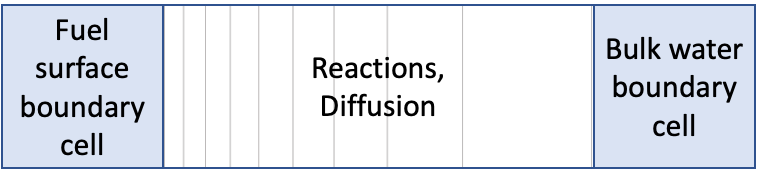 Fuel
surface
boundary
cell
Reactions,
Diffusion
Bulk water
boundary
cell